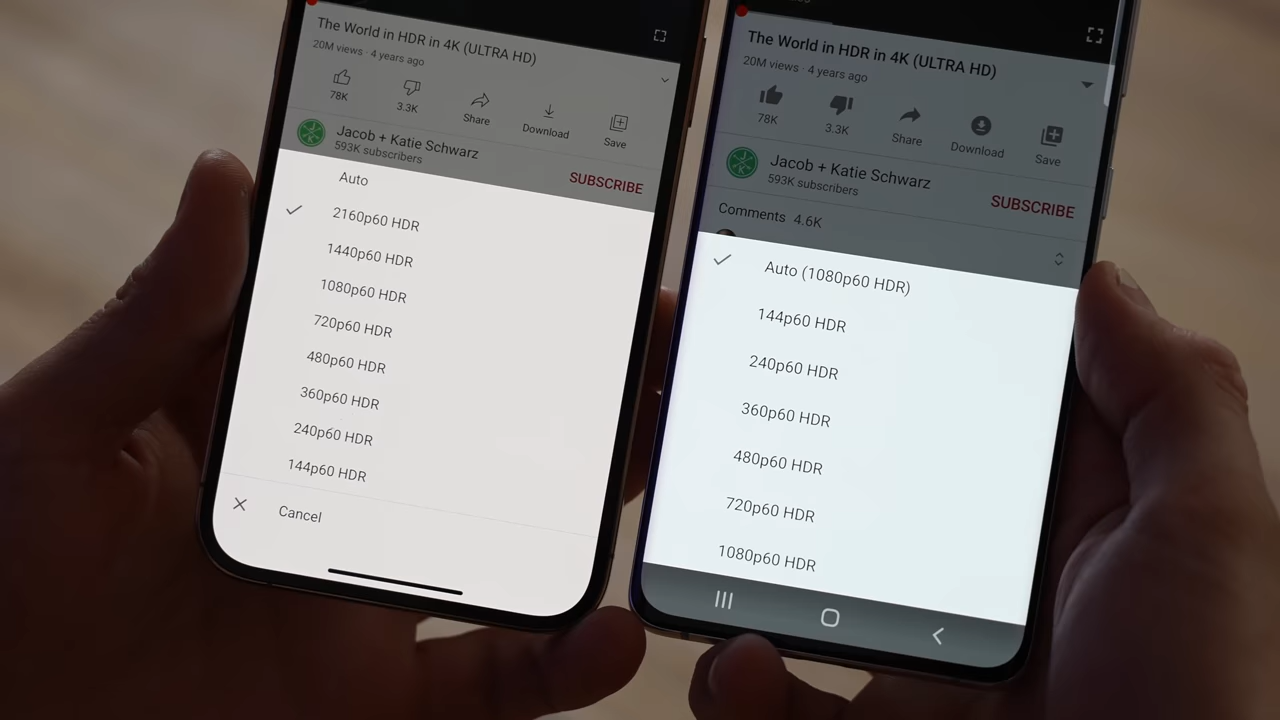 The World in HDR in 4K (ULTRA HD)
20M views · 4 years ago
78K
3.3K
Share
Download
Save
Jacob + Katie Schwarz
593K subscribers
SUBSCRIBE
Auto
2160p60 HDR
1440p60 HDR
1080p60 HDR
720p60 HDR
480p60 HDR
360p60 HDR
240p60 HDR
144p60 HDR
Cancel
The World in HDR in 4K (ULTRA HD)
20M views · 4 years ago
78K
3.3K
Share
Download
Save
Jacob + Katie Schwarz
593K subscribers
SUBSCRIBE
Comments 4.6K
Auto (1080p60 HDR)
144p60 HDR
240p60 HDR
360p60 HDR
480p60 HDR
720p60 HDR
1080p60 HDR